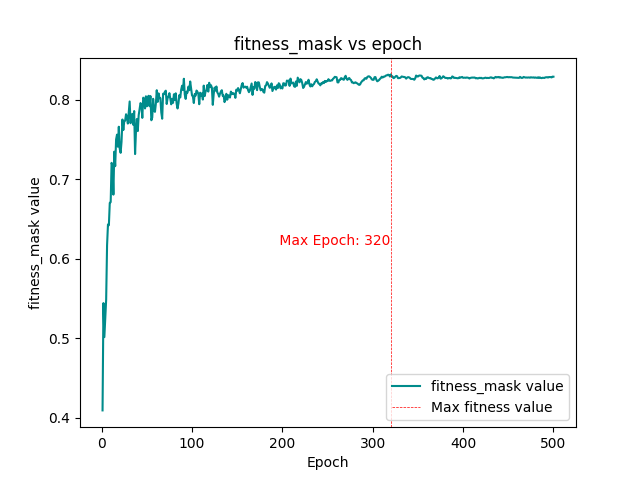 fitness_mask vs epoch
fitness_mask value
0.8
0.7
0.6
0.5
0.4
Max Epoch: 320
fitness_mask value
Max fitness value
0
100
200
300
400
500
Epoch